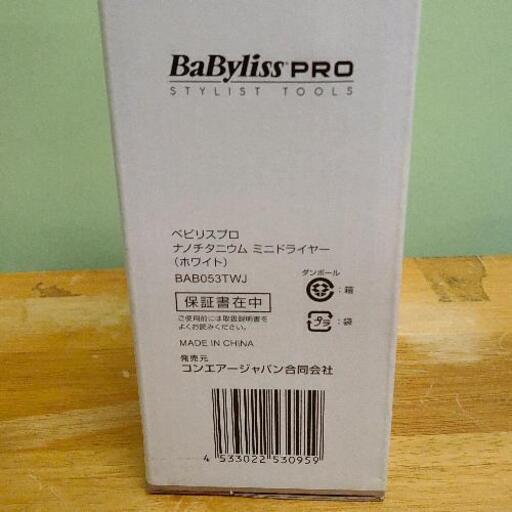 BaByliss PRO
STYLIST TOOLS
ベビリスプロ
ナノチタニウム ミニドライヤー
(ホワイト)
BAB053TWJ
ダンボール
:箱
保証書在中
ご使用前には取扱説明書を
よくお読みください。
プラ :袋
MADE IN CHINA
発売元
コンエアージャパン合同会社
4 533022 530959